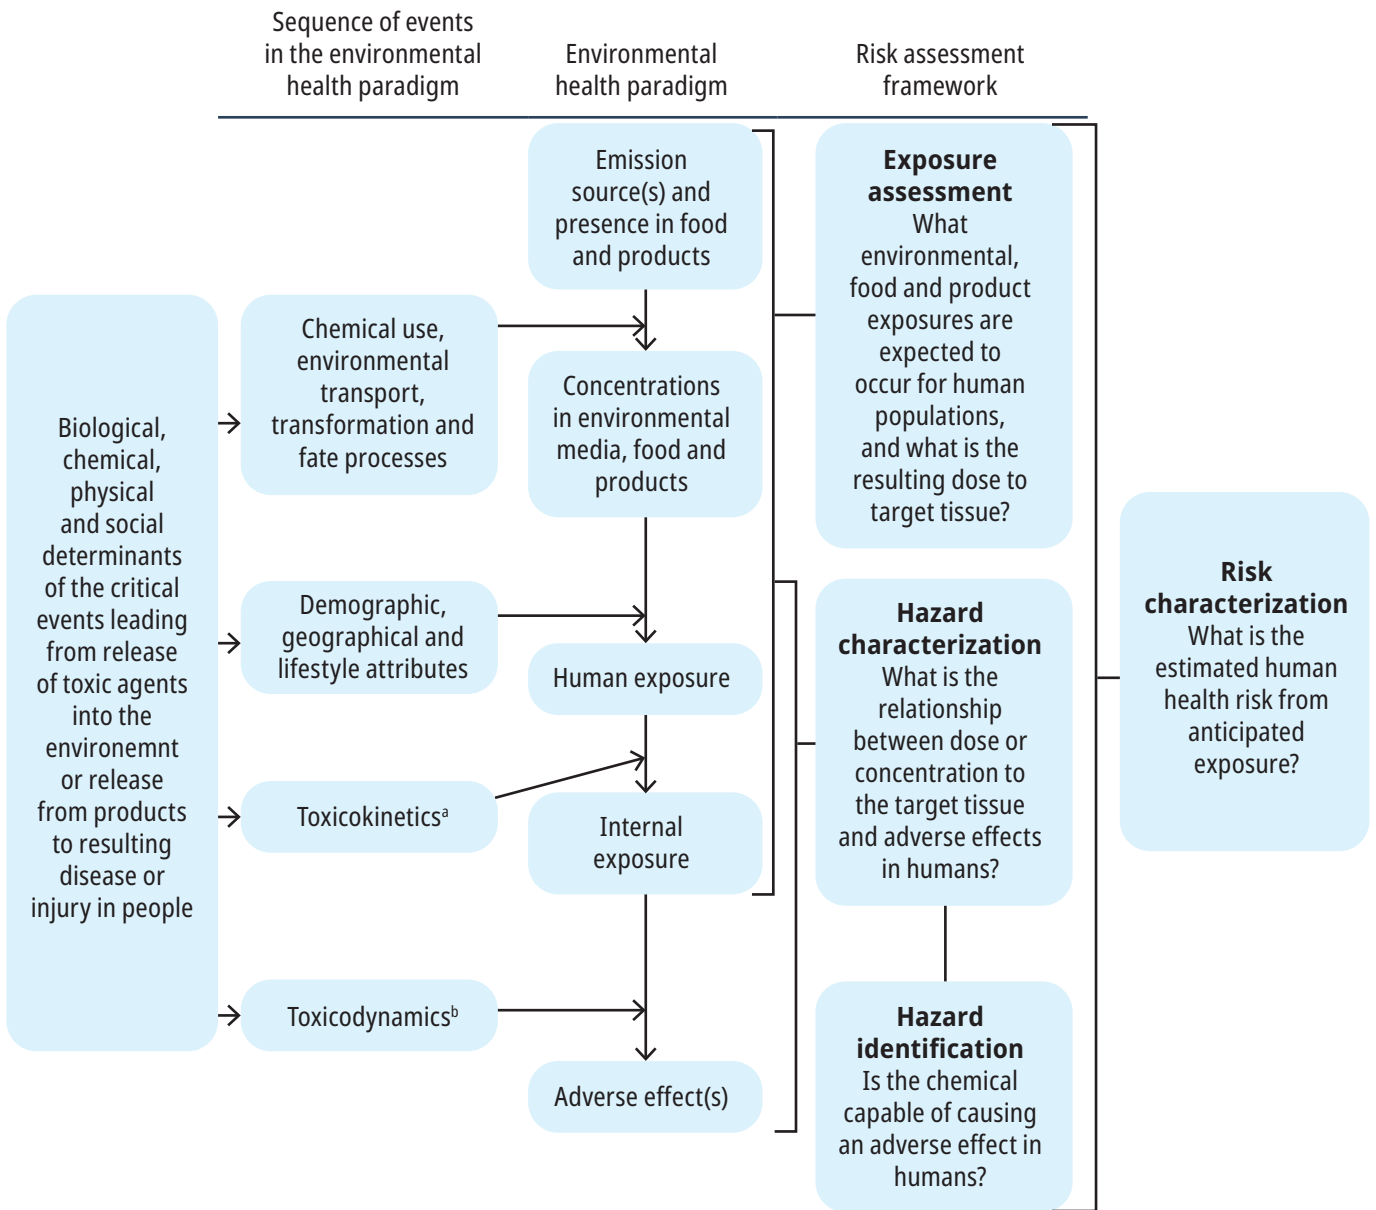 Sequence of events
in the environmental
health paradigm
Environmental
health paradigm
Risk assessment
framework
Biological,
chemical,
physical
and social
determinants
of the critical
events leading
from release
of toxic agents
into the
environemnt
or release
from products
to resulting
disease or
injury in people
Chemical use,
environmental
transport,
transformation and
fate processes
Demographic,
geographical and
lifestyle attributes
Toxicokineticsᵃ
Toxicodynamicsᵇ
Emission
source(s) and
presence in food
and products
Concentrations
in environmental
media, food and
products
Human exposure
Internal
exposure
Adverse effect(s)
Exposure
assessment
What
environmental,
food and product
exposures are
expected to
occur for human
populations,
and what is the
resulting dose to
target tissue?
Hazard
characterization
What is the
relationship
between dose or
concentration to
the target tissue
and adverse effects
in humans?
Hazard
identification
Is the chemical
capable of causing
an adverse effect in
humans?
Risk
characterization
What is the
estimated human
health risk from
anticipated
exposure?